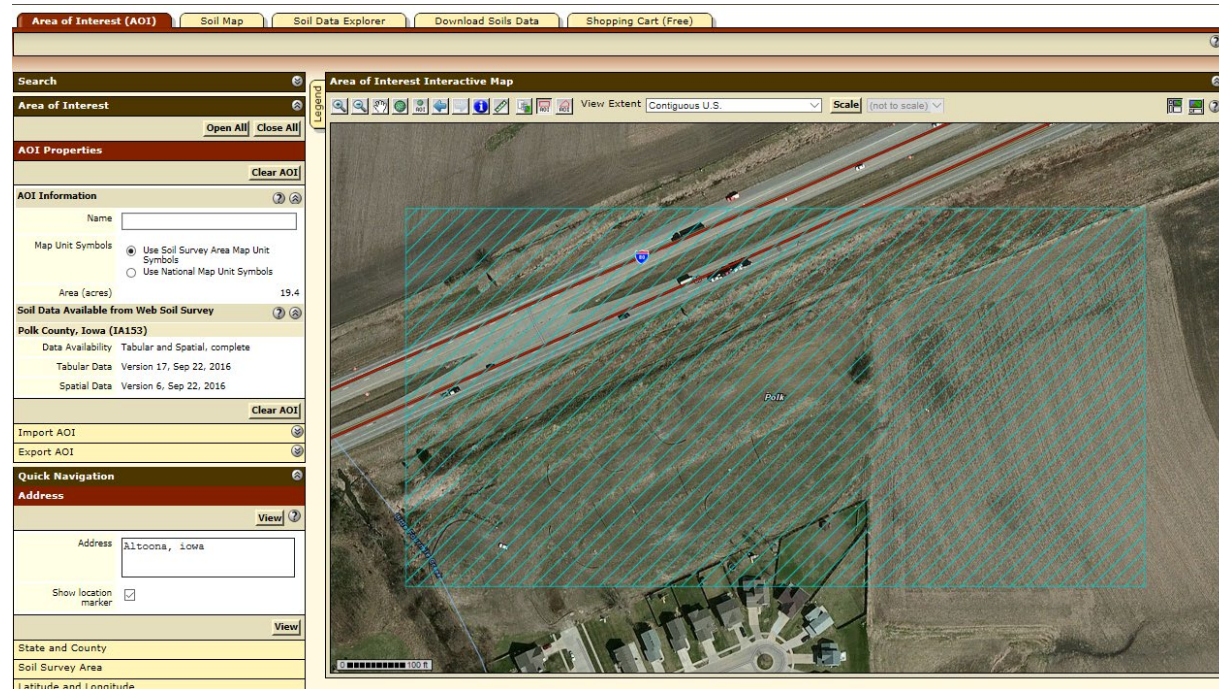 Area of Interest (AOI)
Soil Map
Soil Data Explorer
Download Soils Data
Shopping Cart (Free)
Search
Area of Interest
Open All Close All
AOI Properties
Clear AOI
AOI Information
Name
Map Unit Symbols
Use Soil Survey Area Map Unit
Symbols
Use National Map Unit Symbols
Area (acres) 19.4
Soil Data Available from Web Soil Survey
Polk County, Iowa (IA153)
Data Availability Tabular and Spatial, complete
Tabular Data Version 17, Sep 22, 2016
Spatial Data Version 6, Sep 22, 2016
Clear AOI
Import AOI
Export AOI
Quick Navigation
Address
View
Address Altoona, iowa
Show location
marker
View
State and County
Soil Survey Area
Latitude and Longitude
Legend
Area of Interest Interactive Map
AOI AOI AOI View Extent Contiguous U.S. Scale (not to scale)
80
Polk
0 100 ft